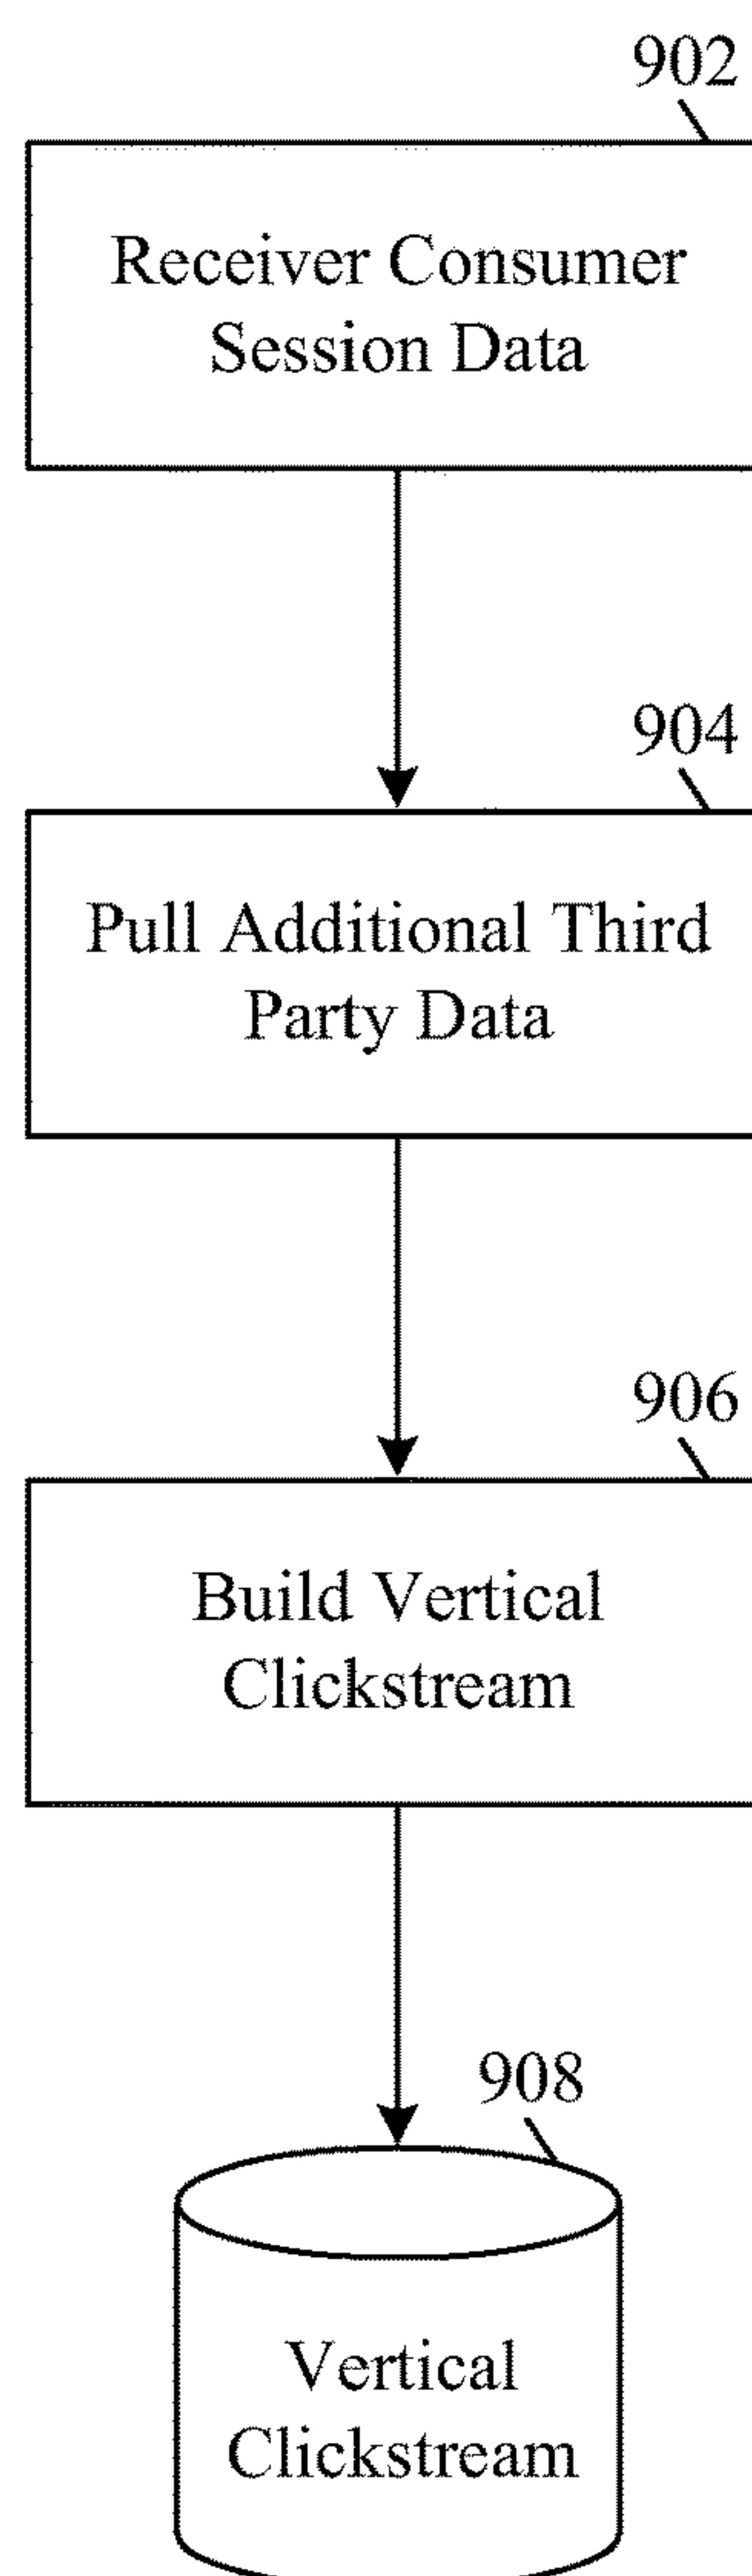 902
Receiver Consumer
Session Data
904
Pull Additional Third
Party Data
906
Build Vertical
Clickstream
908
Vertical
Clickstream